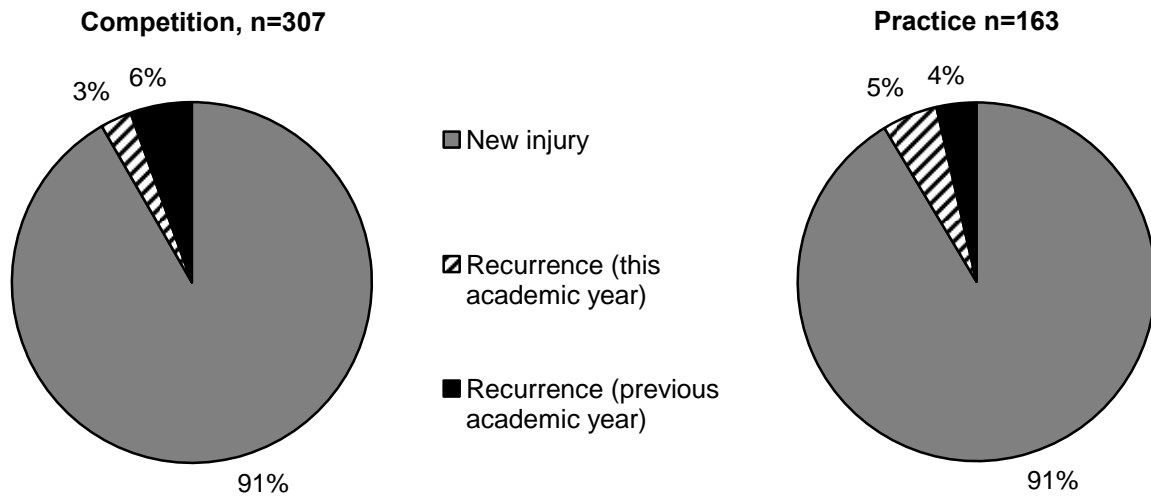 Competition, n=307
Practice n=163
3%
6%
91%
New injury
Recurrence (this
academic year)
Recurrence (previous
academic year)
5%
4%
91%